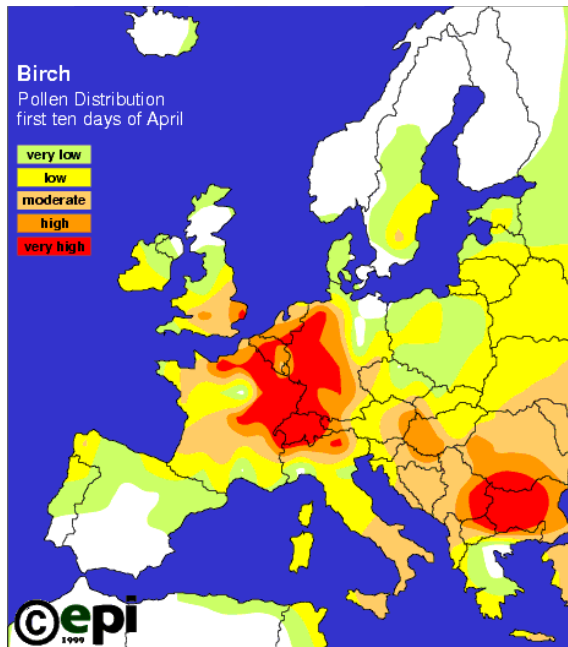 Birch
Pollen Distribution
first ten days of April
very low
low
moderate
high
very high
©epi
1999